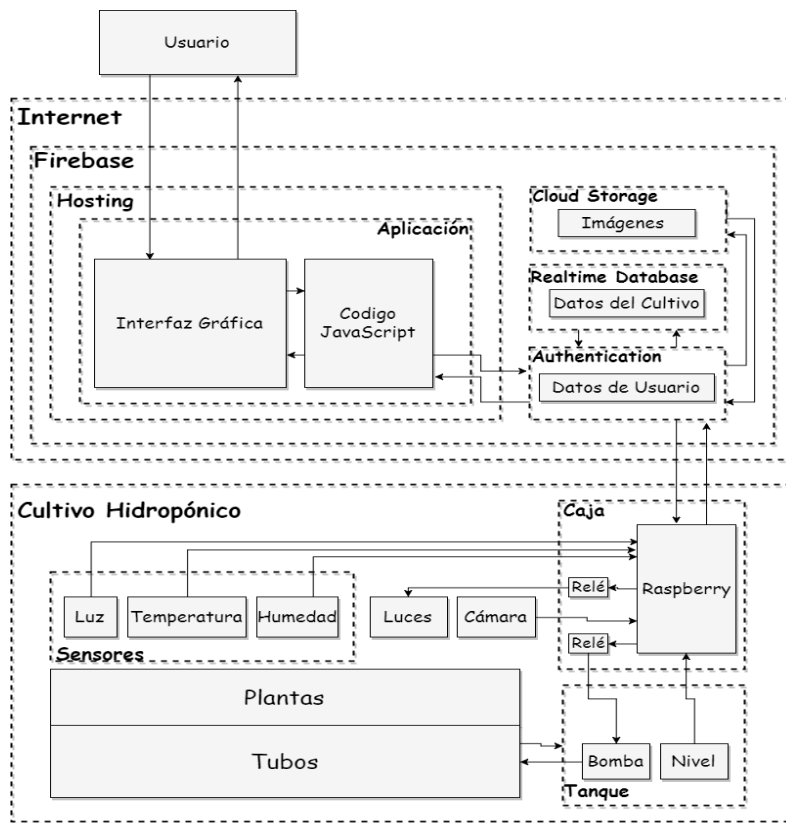 Usuario
Internet
Firebase
Hosting
Aplicación
Interfaz Gráfica
Codigo
JavaScript
Cloud Storage
Imágenes
Realtime Database
Datos del Cultivo
Authentication
Datos de Usuario
Cultivo Hidropónico
Caja
Raspberry
Relé
Relé
Luz
Temperatura
Humedad
Sensores
Luces
Cámara
Plantas
Tubos
Bomba
Nivel
Tanque